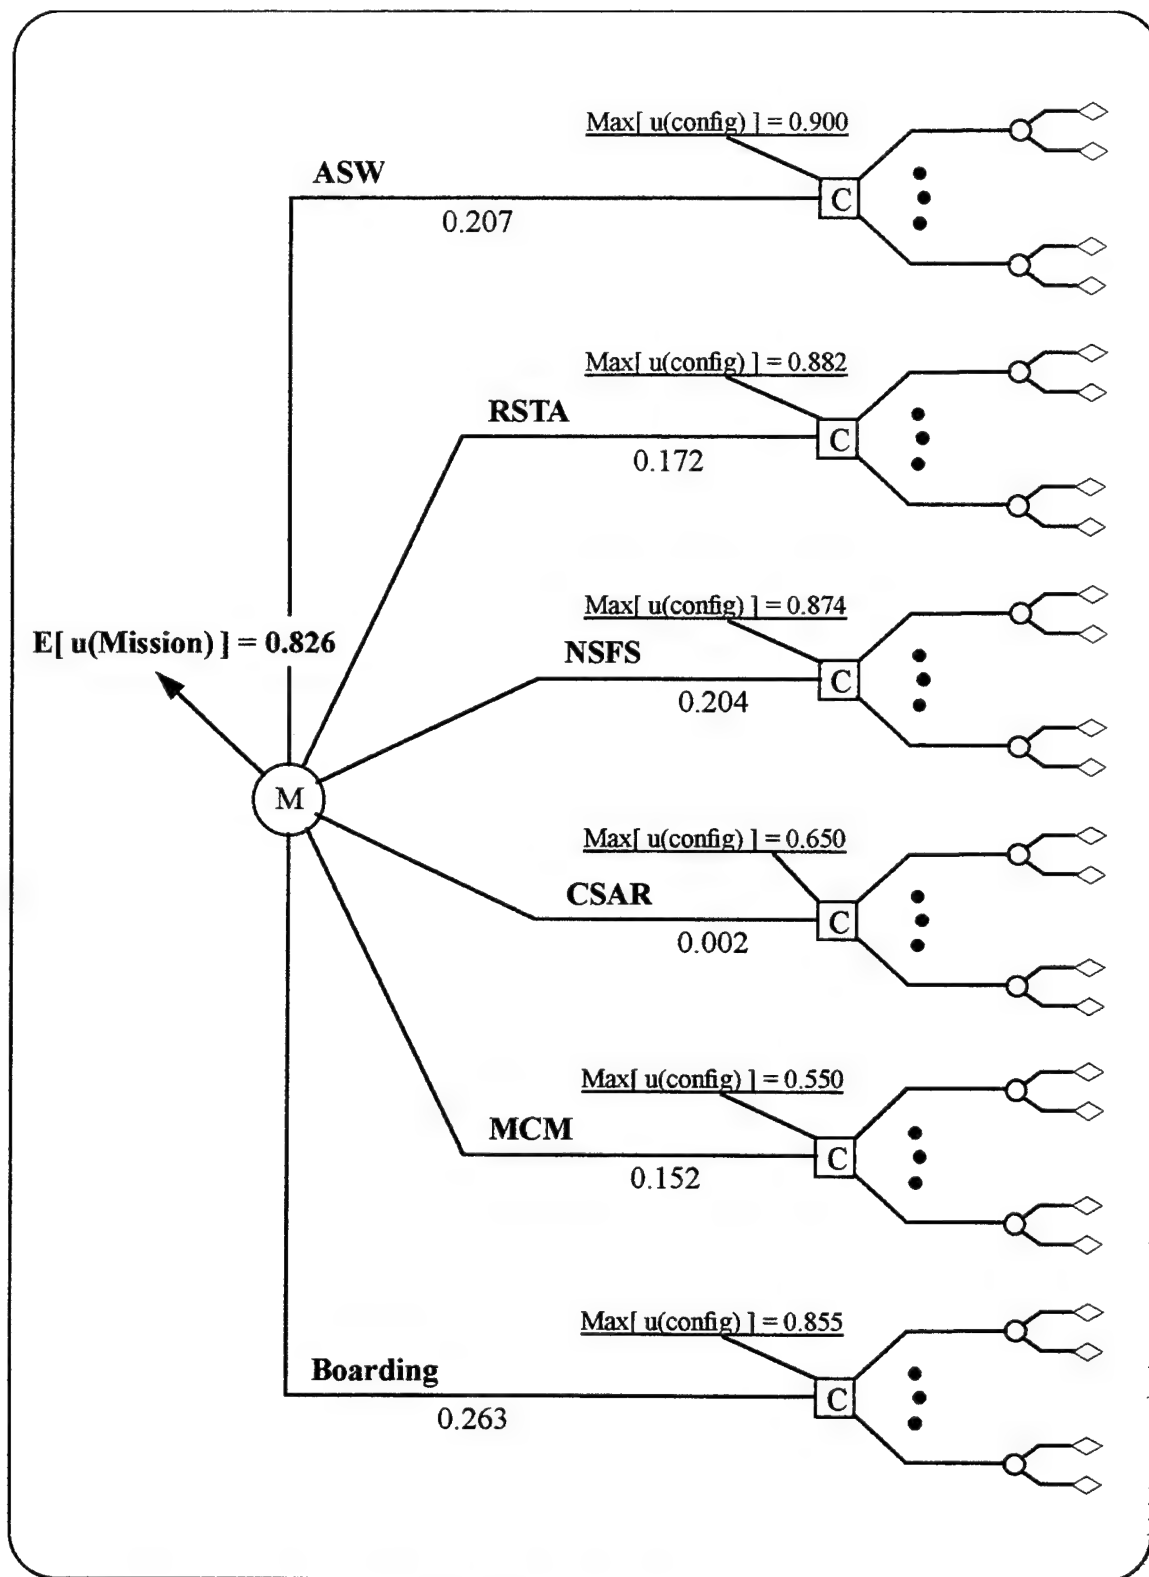 Max[ u(config) ] = 0.900
ASW
C
0.207
Max[ u(config) ] = 0.882
RSTA
C
0.172
Max[ u(config) ] = 0.874
E[ u(Mission) ] = 0.826
NSFS
C
0.204
M
Max[ u(config) ] = 0.650
CSAR
C
0.002
Max[ u(config) ] = 0.550
MCM
C
0.152
Max[ u(config) ] = 0.855
Boarding
C
0.263